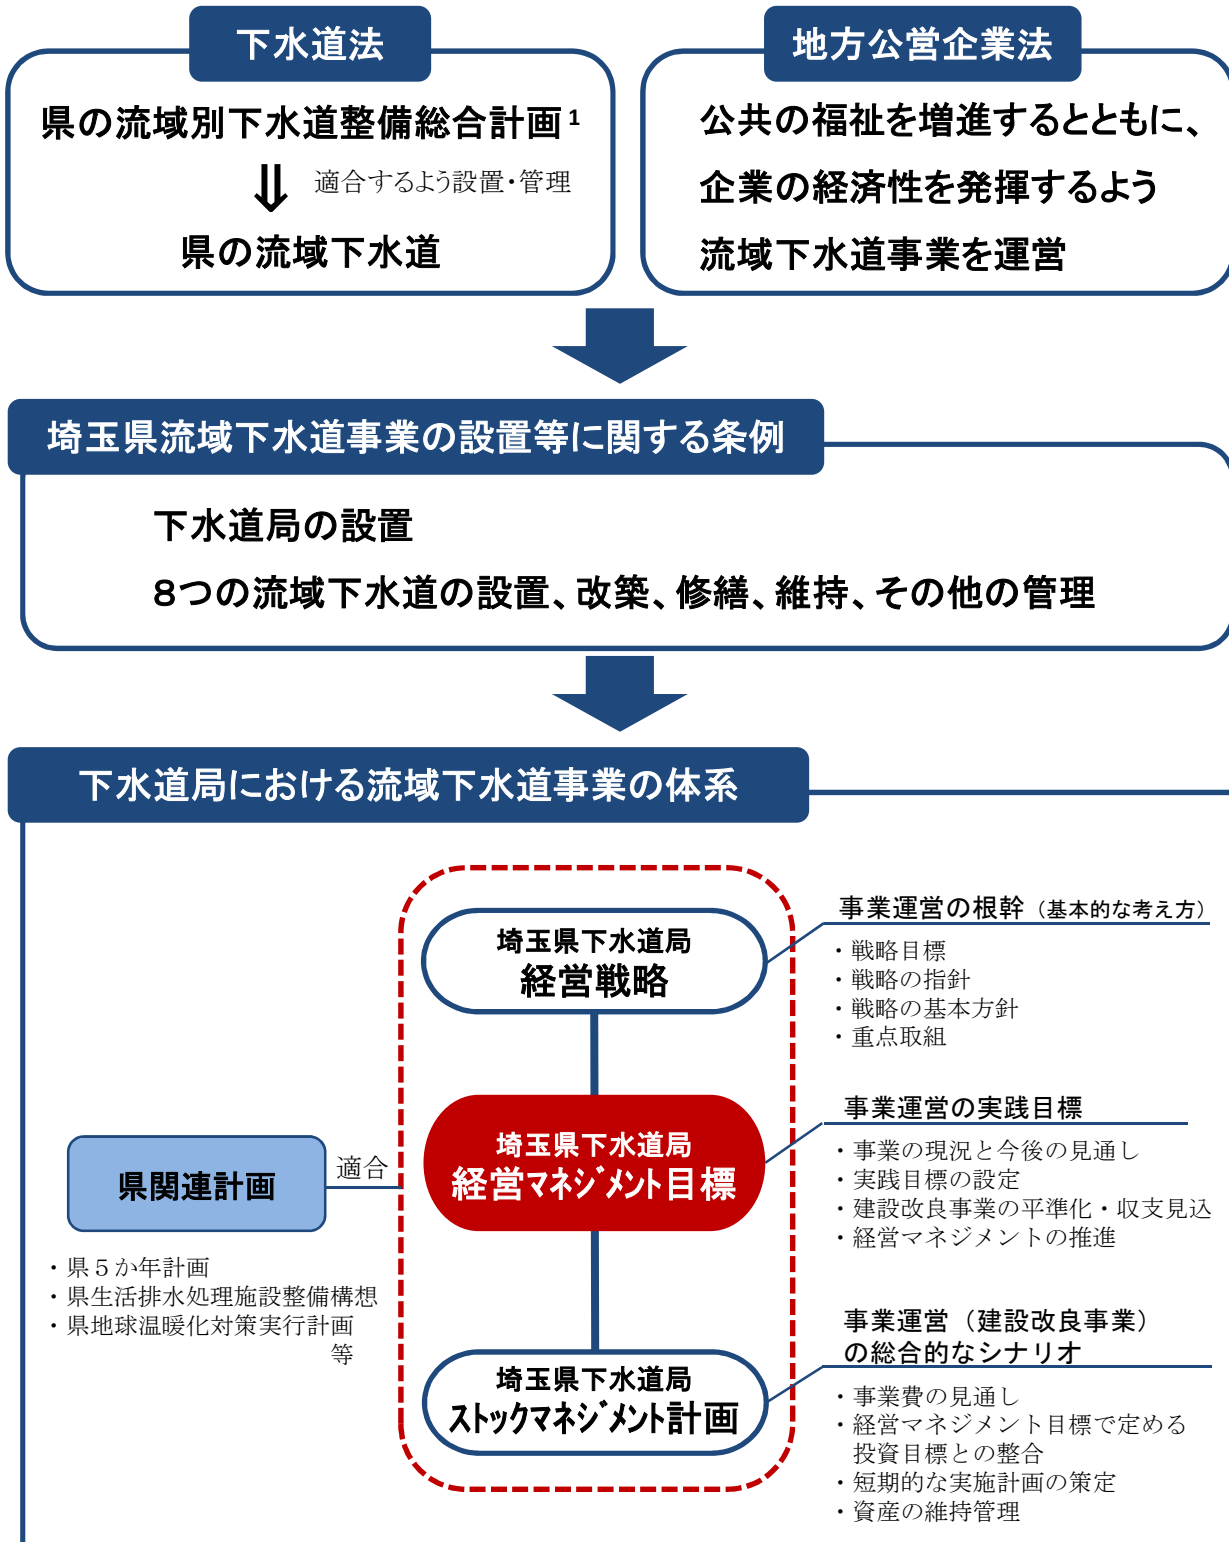 下水道法
県の流域別下水道整備総合計画1
⇓ 適合するよう設置・管理
県の流域下水道
地方公営企業法
公共の福祉を増進するとともに、
企業の経済性を発揮するよう
流域下水道事業を運営
埼玉県流域下水道事業の設置等に関する条例
下水道局の設置
8つの流域下水道の設置、改築、修繕、維持、その他の管理
下水道局における流域下水道事業の体系
埼玉県下水道局
経営戦略
事業運営の根幹（基本的な考え方）
・戦略目標
・戦略の指針
・戦略の基本方針
・重点取組
埼玉県下水道局
経営マネジメント目標
事業運営の実践目標
・事業の現況と今後の見通し
・実践目標の設定
・建設改良事業の平準化・収支見込
・経営マネジメントの推進
県関連計画
適合
・県５か年計画
・県生活排水処理施設整備構想
・県地球温暖化対策実行計画
等
埼玉県下水道局
ストックマネジメント計画
事業運営（建設改良事業）
の総合的なシナリオ
・事業費の見通し
・経営マネジメント目標で定める
投資目標との整合
・短期的な実施計画の策定
・資産の維持管理